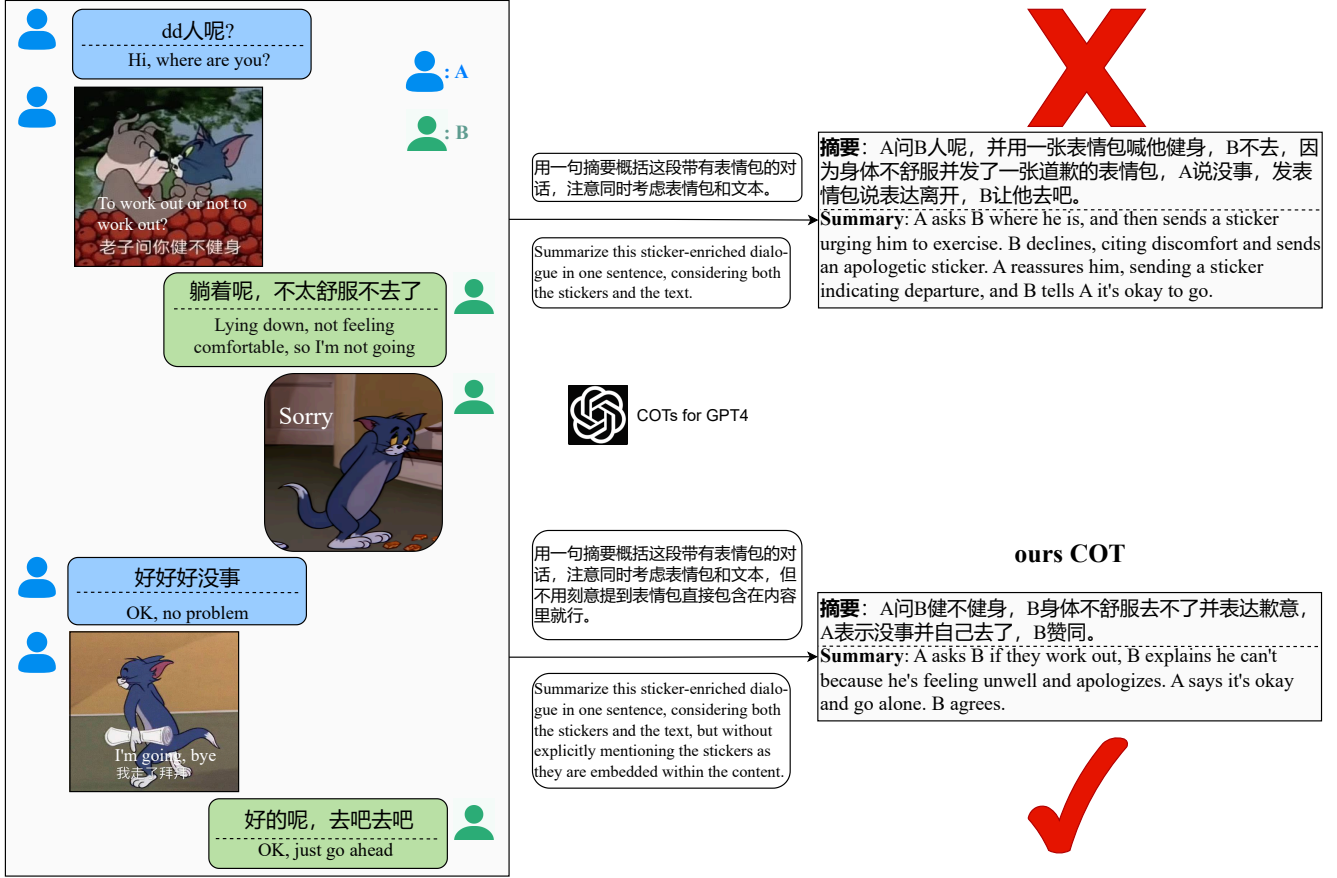 dd人呢?
Hi, where are you?
: A
: B
To work out or not to
work out?
老子问你健不健身
躺着呢，不太舒服不去了
Lying down, not feeling
comfortable, so I'm not going
Sorry
好好好没事
OK, no problem
I'm going, bye
我走了拜拜
好的呢，去吧去吧
OK, just go ahead
用一句摘要概括这段带有表情包的对
话，注意同时考虑表情包和文本。
Summarize this sticker-enriched dialo-
gue in one sentence, considering both
the stickers and the text.
COTs for GPT4
用一句摘要概括这段带有表情包的对
话，注意同时考虑表情包和文本，但
不用刻意提到表情包直接包含在内容
里就行。
Summarize this sticker-enriched dialo-
gue in one sentence, considering both
the stickers and the text, but without
explicitly mentioning the stickers as
they are embedded within the content.
X
摘要：A问B人呢，并用一张表情包喊他健身，B不去，因
为身体不舒服并发了一张道歉的表情包，A说没事，发表
情包说表达离开，B让他去吧。
Summary: A asks B where he is, and then sends a sticker
urging him to exercise. B declines, citing discomfort and sends
an apologetic sticker. A reassures him, sending a sticker
indicating departure, and B tells A it's okay to go.
ours COT
摘要：A问B健不健身，B身体不舒服去不了并表达歉意，
A表示没事并自己去了，B赞同。
Summary: A asks B if they work out, B explains he can't
because he's feeling unwell and apologizes. A says it's okay
and go alone. B agrees.